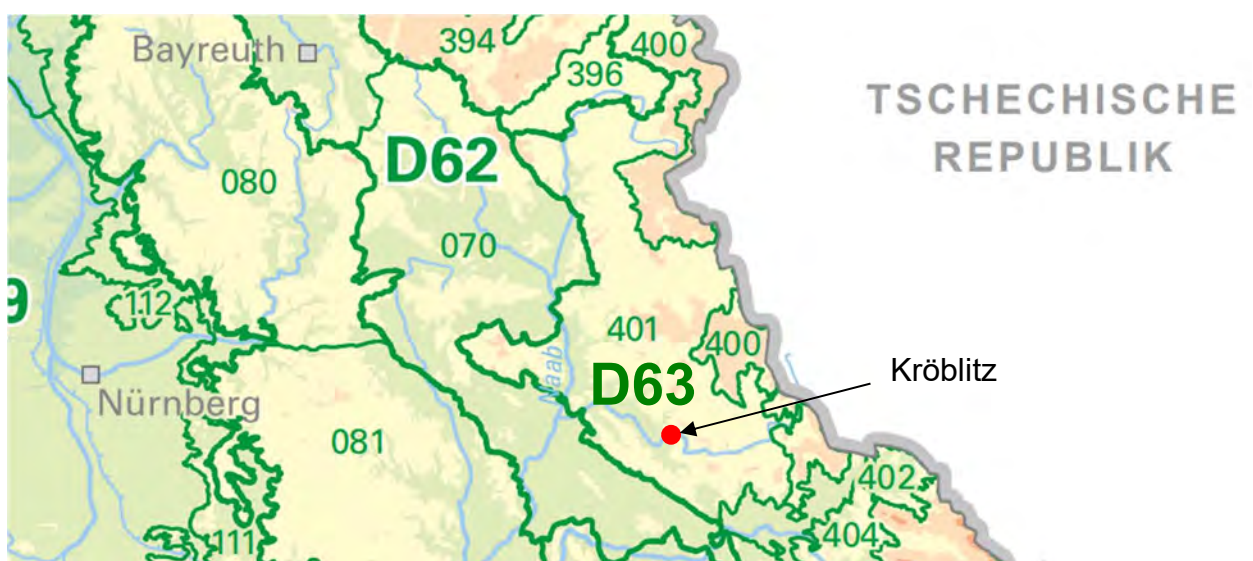 394
400
Bayreuth
396
TSCHECHISCHE
REPUBLIK
D62
080
070
9
112
401
400
Naab
Kröblitz
D63
Nürnberg
081
402
111
404